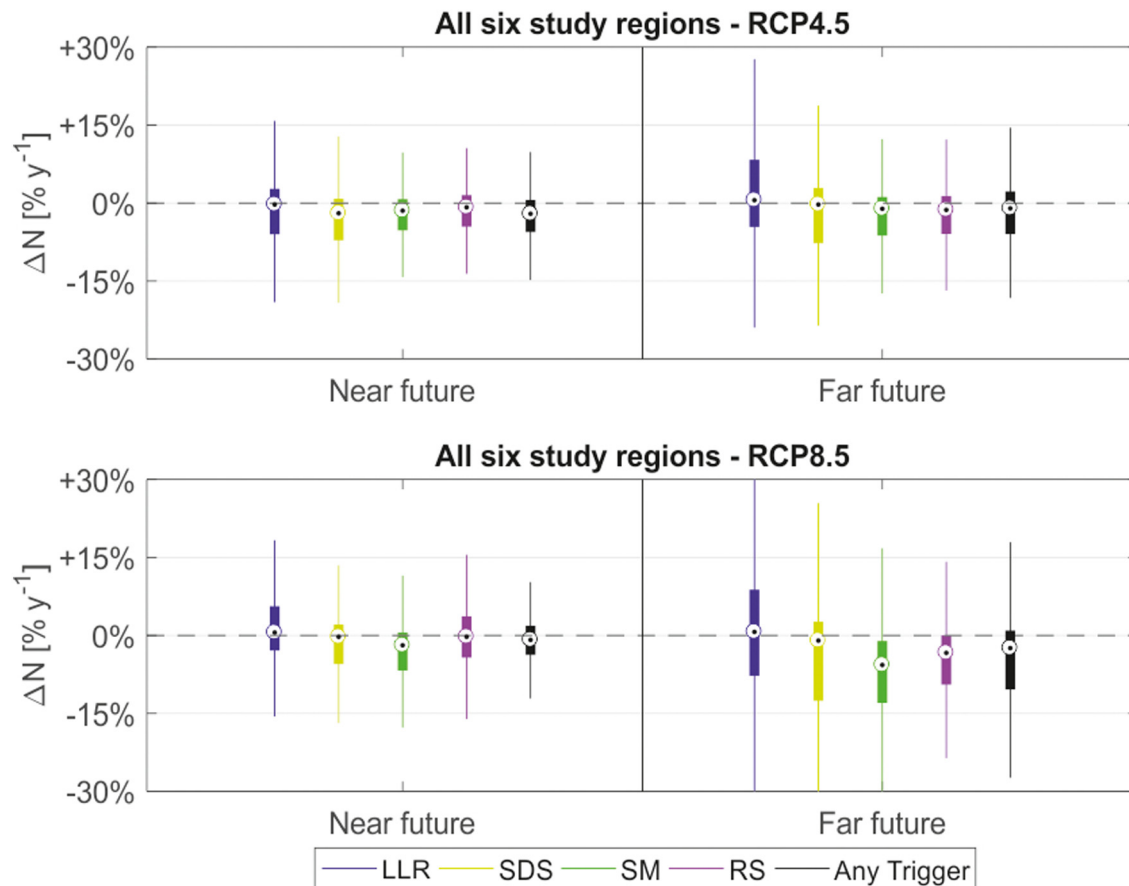 All six study regions - RCP4.5
+30%
+15%
0%
-15%
-30%
ΔN [% y⁻¹]
Near future
Far future
All six study regions - RCP8.5
+30%
+15%
0%
-15%
-30%
ΔN [% y⁻¹]
Near future
Far future
LLR SDS SM RS Any Trigger